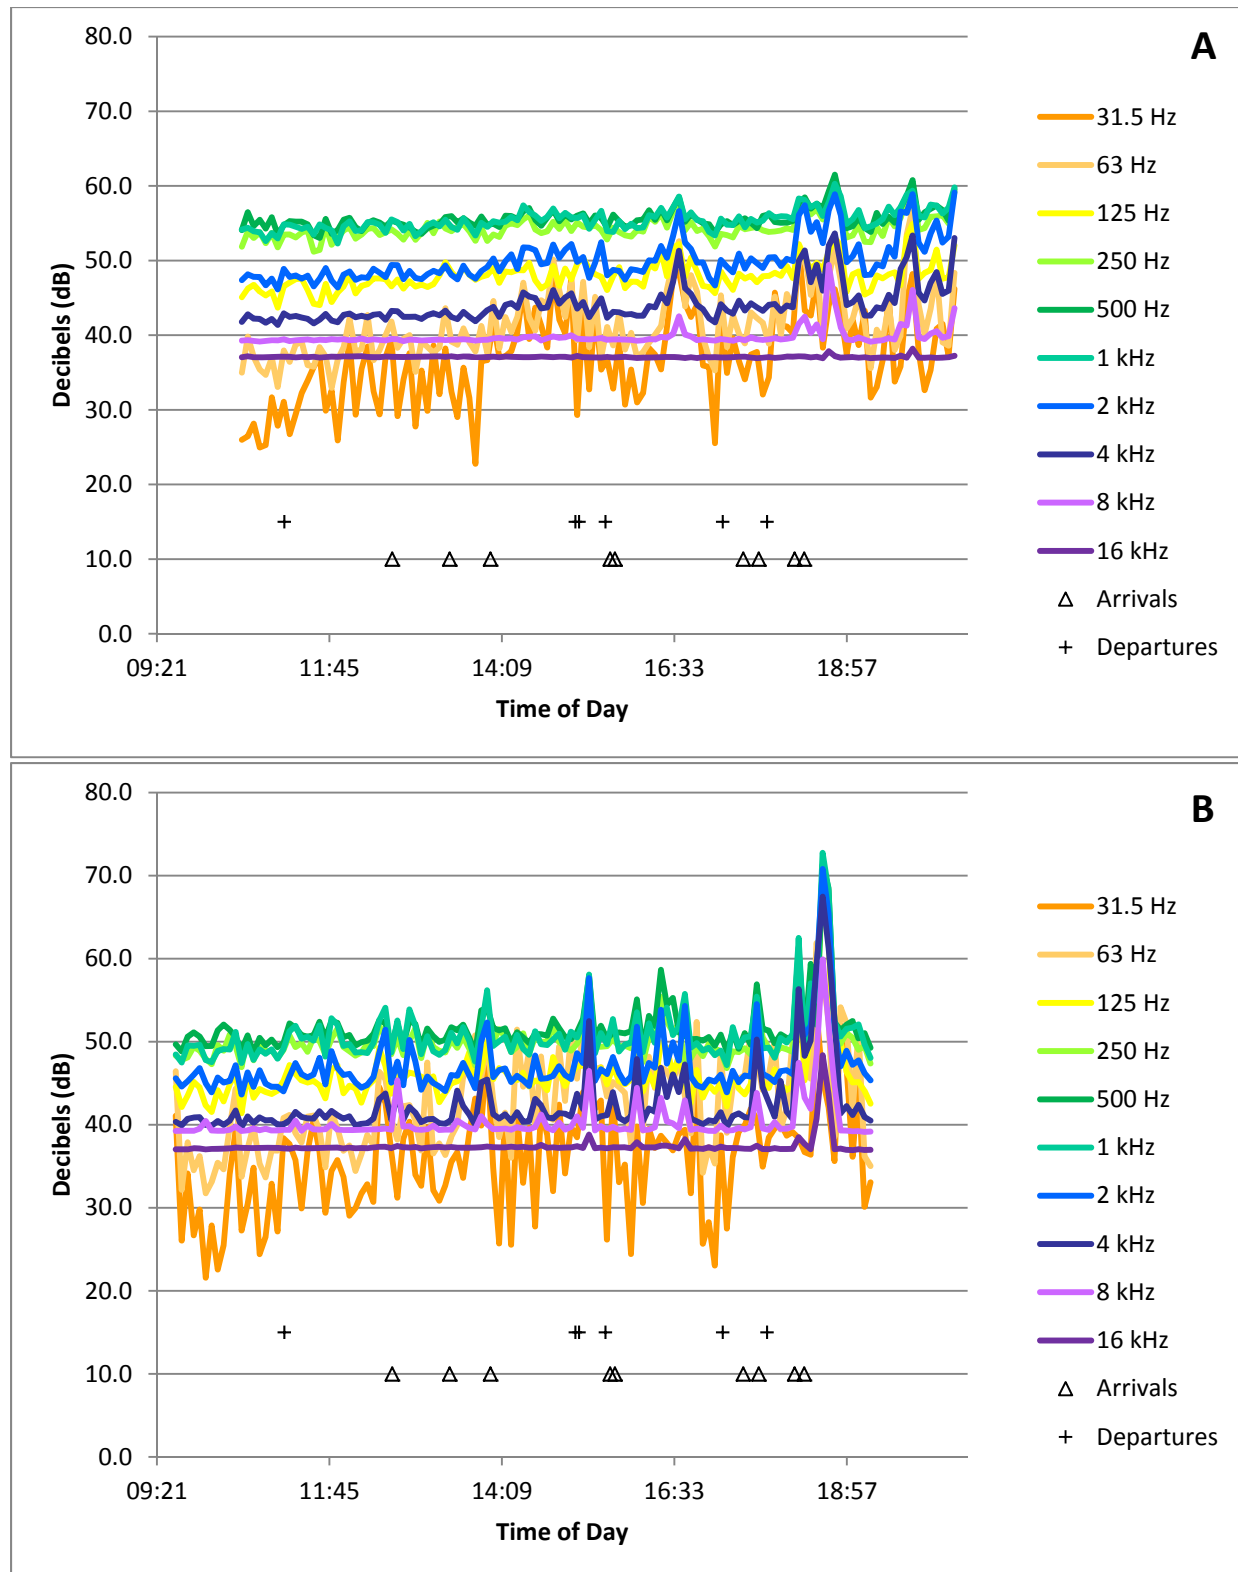 A
80.0
70.0
60.0
50.0
40.0
30.0
20.0
10.0
0.0
Decibels (dB)
09:21 11:45 14:09 16:33 18:57
Time of Day
31.5 Hz
63 Hz
125 Hz
250 Hz
500 Hz
1 kHz
2 kHz
4 kHz
8 kHz
16 kHz
Arrivals
Departures
B
80.0
70.0
60.0
50.0
40.0
30.0
20.0
10.0
0.0
Decibels (dB)
09:21 11:45 14:09 16:33 18:57
Time of Day
31.5 Hz
63 Hz
125 Hz
250 Hz
500 Hz
1 kHz
2 kHz
4 kHz
8 kHz
16 kHz
Arrivals
Departures